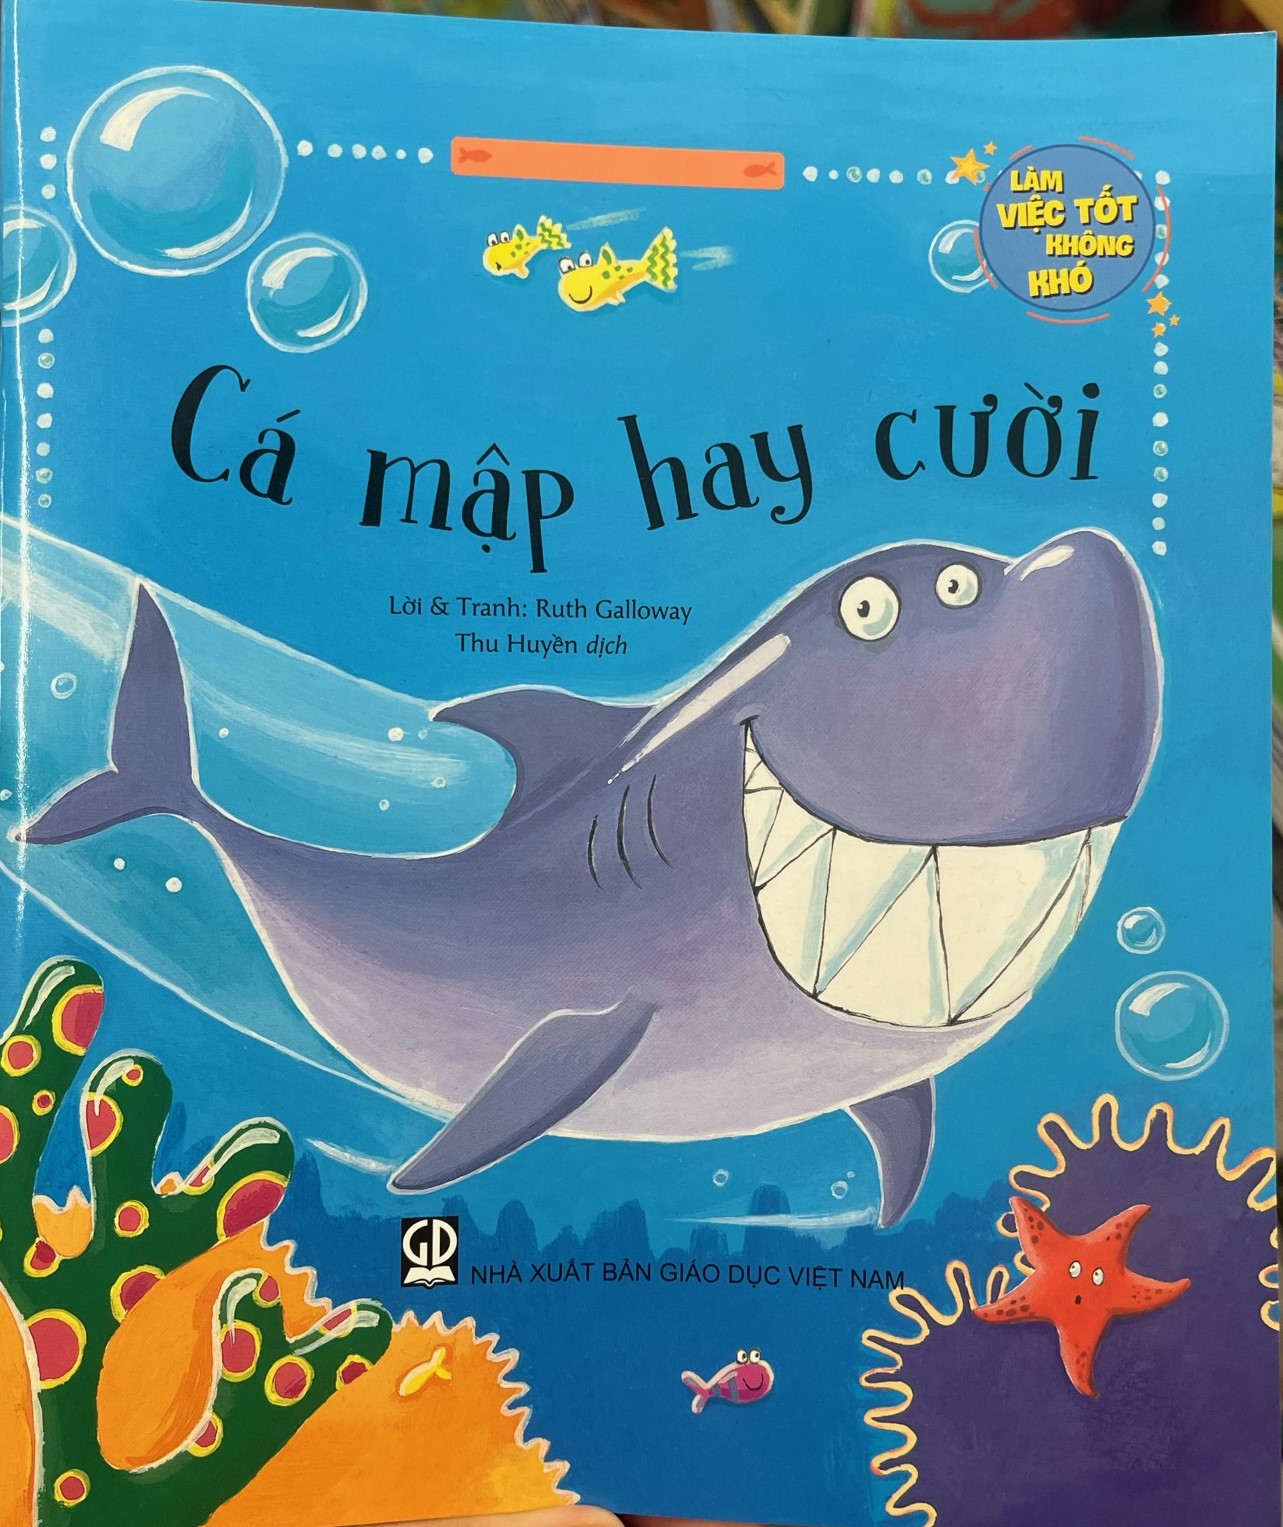 LÀM
VIỆC TỐT
KHÔNG
KHÓ
Cá mập hay cười
Lời & Tranh: Ruth Galloway
Thu Huyền dịch
GD
NHÀ XUẤT BẢN GIÁO DỤC VIỆT NAM